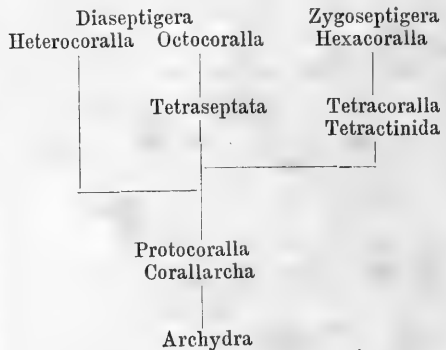 Diaseptigera Zygoseptigera
Heterocoralla Octocoralla Hexacoralla
Tetraseptata Tetracoralla
Tetractinida
Protocoralla
Corallarcha
Archydra